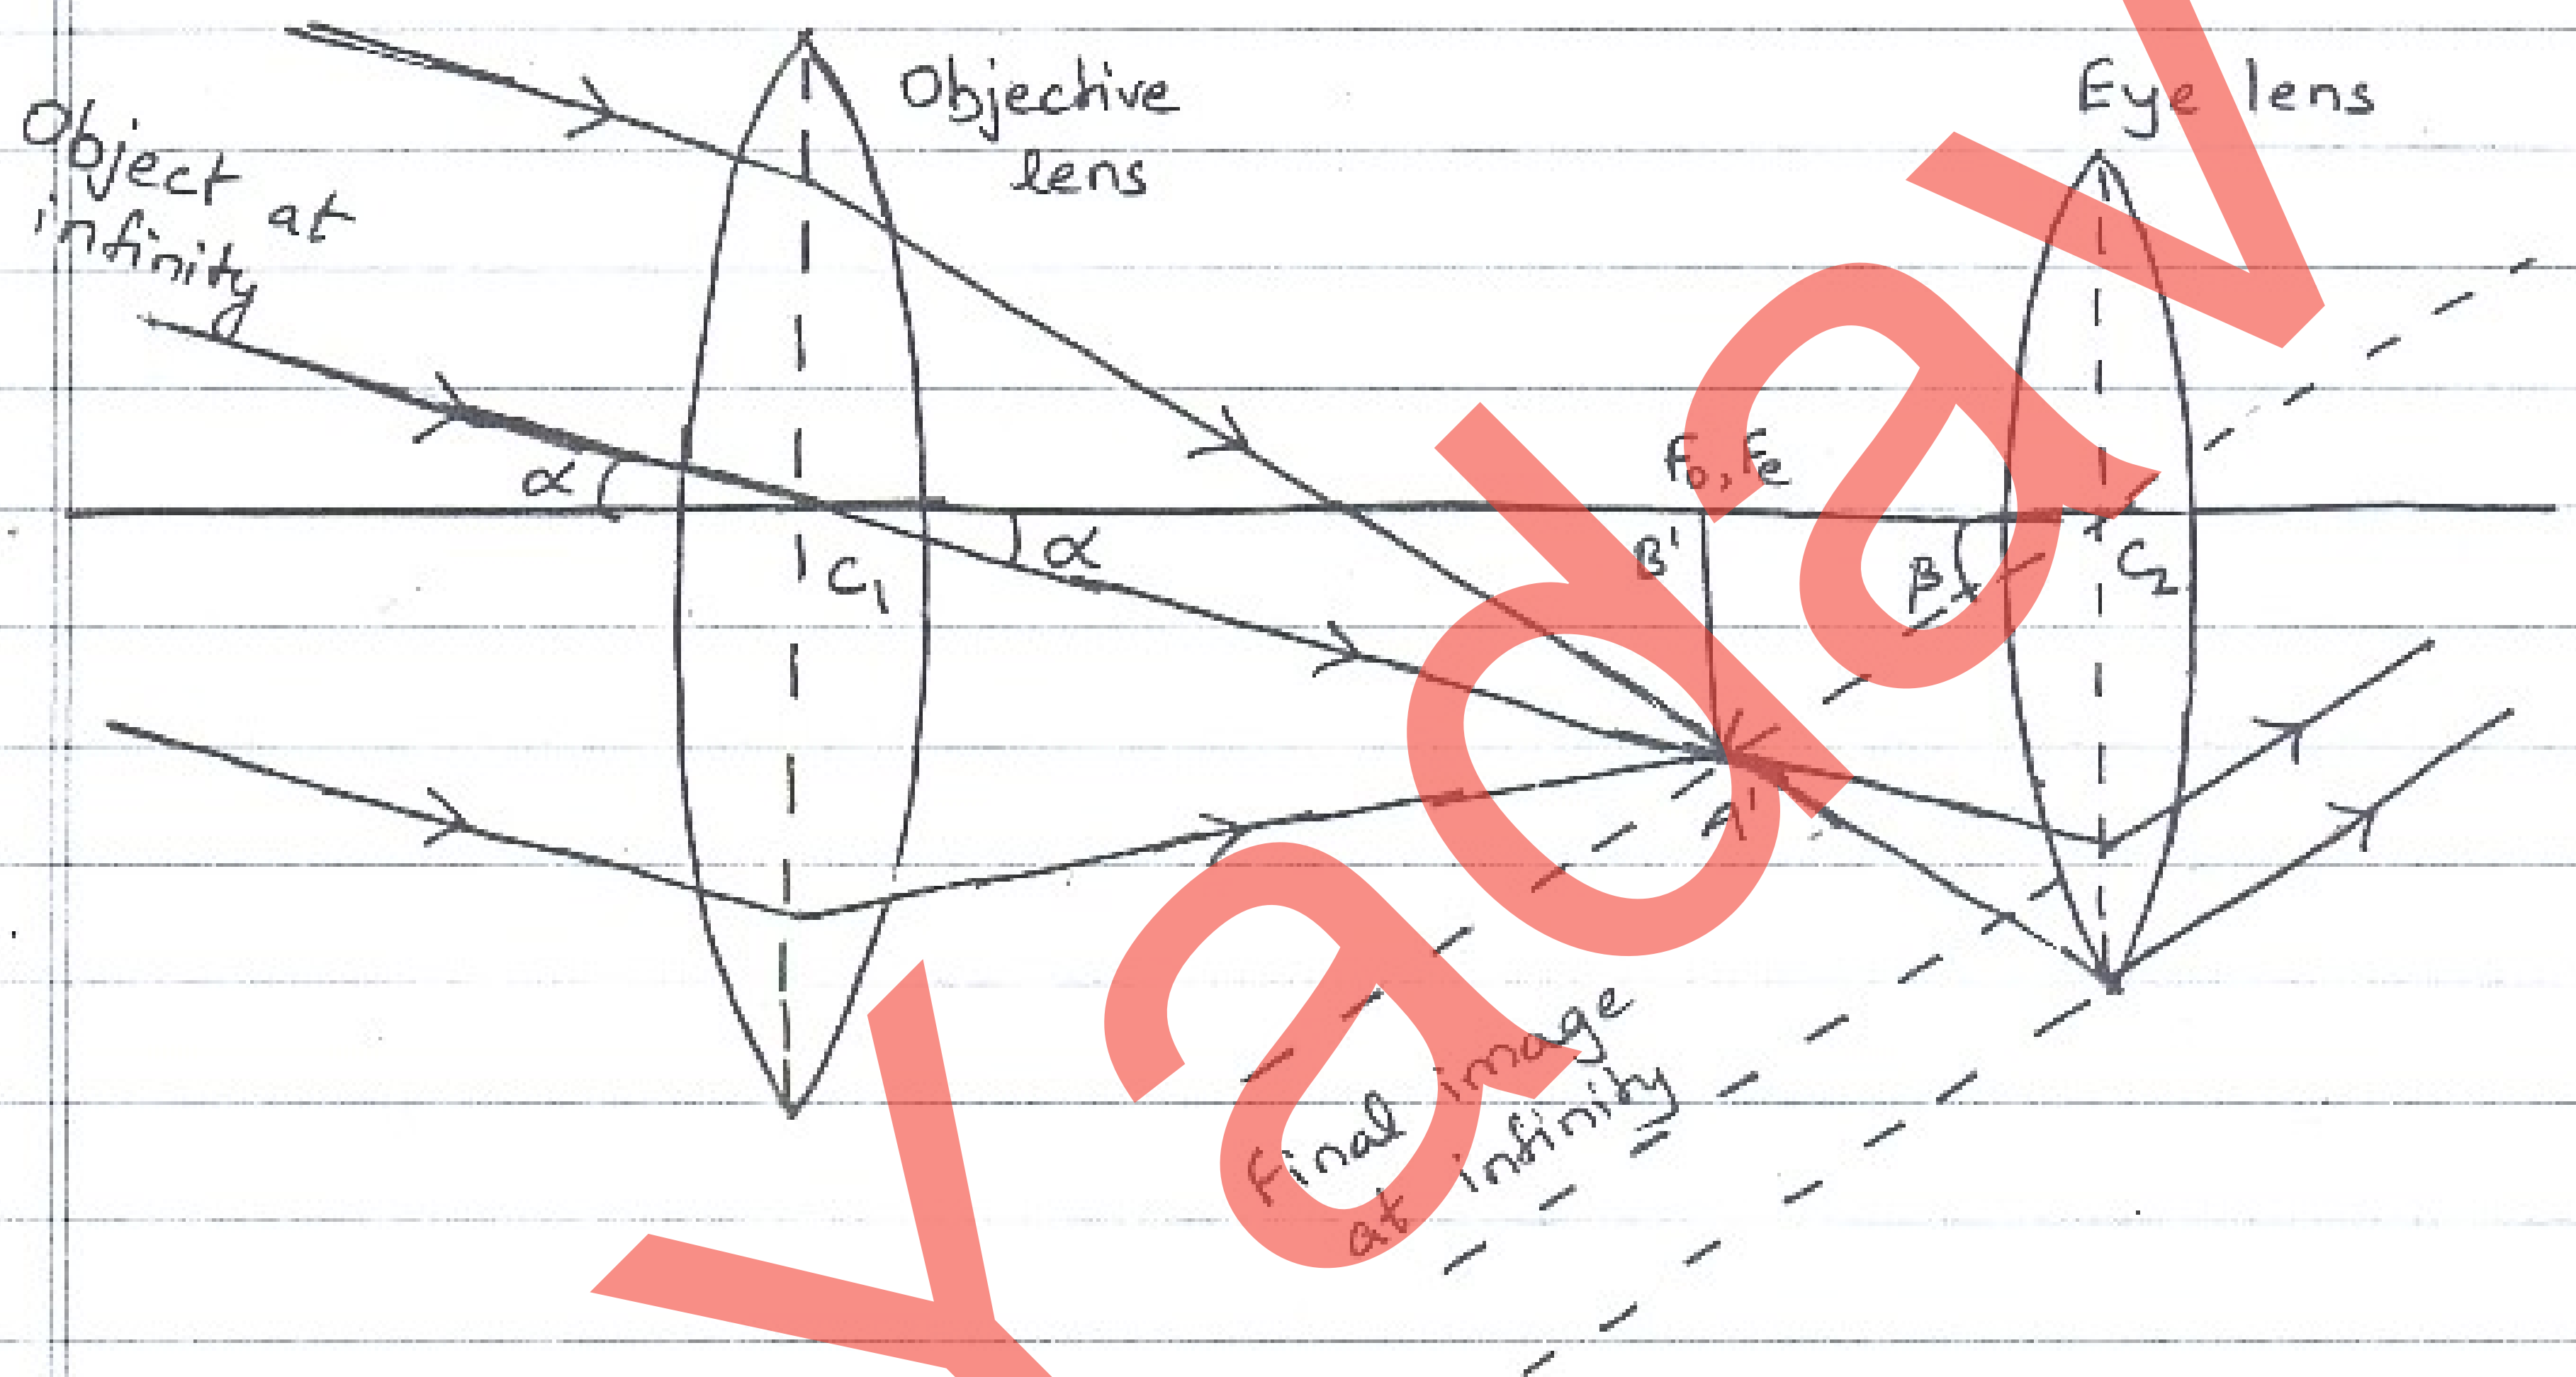 Objective
lens
Eye lens
Object at
infinity
α
α
C1
Fo, Fe
B'
β
C2
A'
Final image
at infinity
Yadav